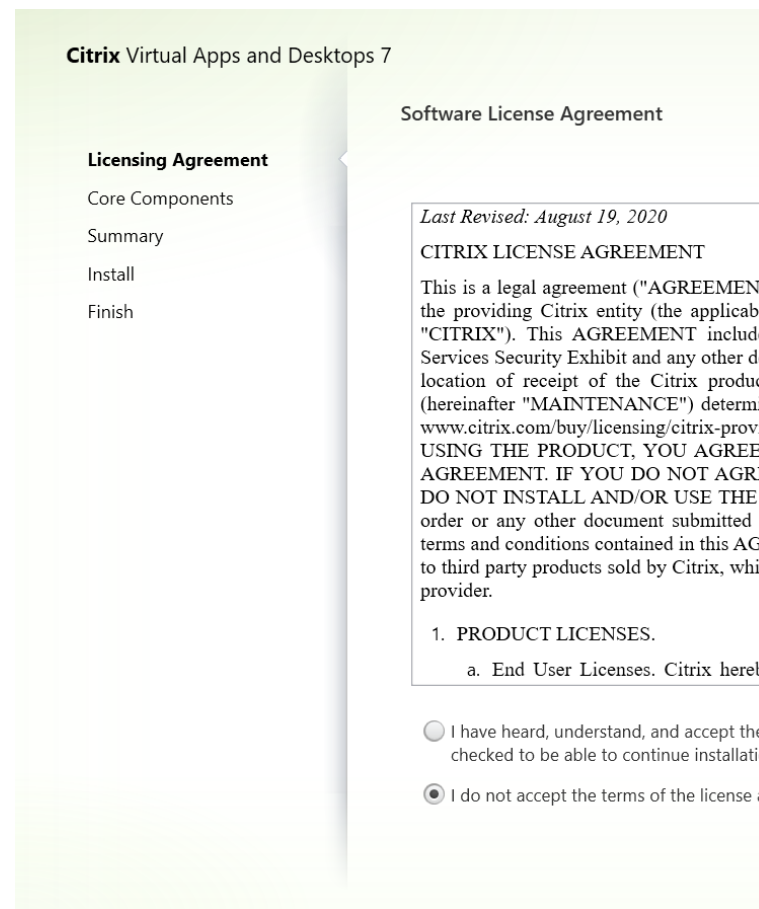 Citrix Virtual Apps and Desktops 7
Software License Agreement
Licensing Agreement
Core Components
Summary
Install
Finish
Last Revised: August 19, 2020
CITRIX LICENSE AGREEMENT
This is a legal agreement ("AGREEMEN
the providing Citrix entity (the applicab
"CITRIX"). This AGREEMENT includ
Services Security Exhibit and any other d
location of receipt of the Citrix produc
(hereinafter "MAINTENANCE") determi
www.citrix.com/buy/licensing/citrix-prov
USING THE PRODUCT, YOU AGREE
AGREEMENT. IF YOU DO NOT AGR
DO NOT INSTALL AND/OR USE THE
order or any other document submitted
terms and conditions contained in this AG
to third party products sold by Citrix, whi
provider.
1. PRODUCT LICENSES.
a. End User Licenses. Citrix hereb
I have heard, understand, and accept the
checked to be able to continue installati
I do not accept the terms of the license a